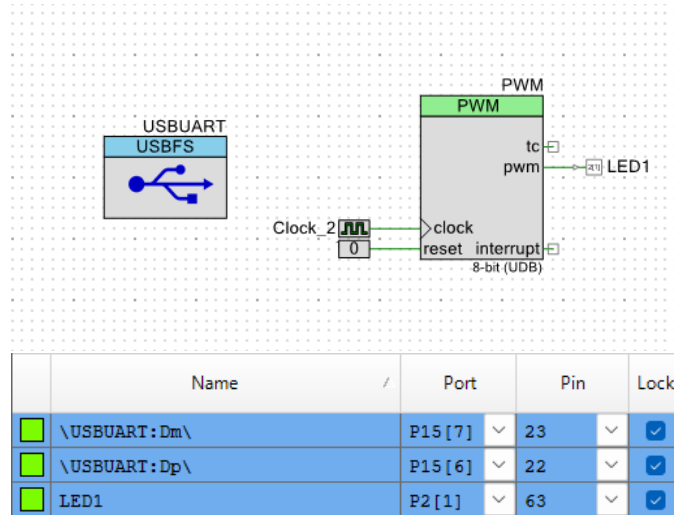 PWM
USBUART
PWM
USBFS
tc
pwm
LED1
Clock_2
clock
0
reset interrupt
8-bit (UDB)
Name Port Pin Lock
\USBUART:Dm\ P15[7] 23
\USBUART:Dp\ P15[6] 22
LED1 P2[1] 63